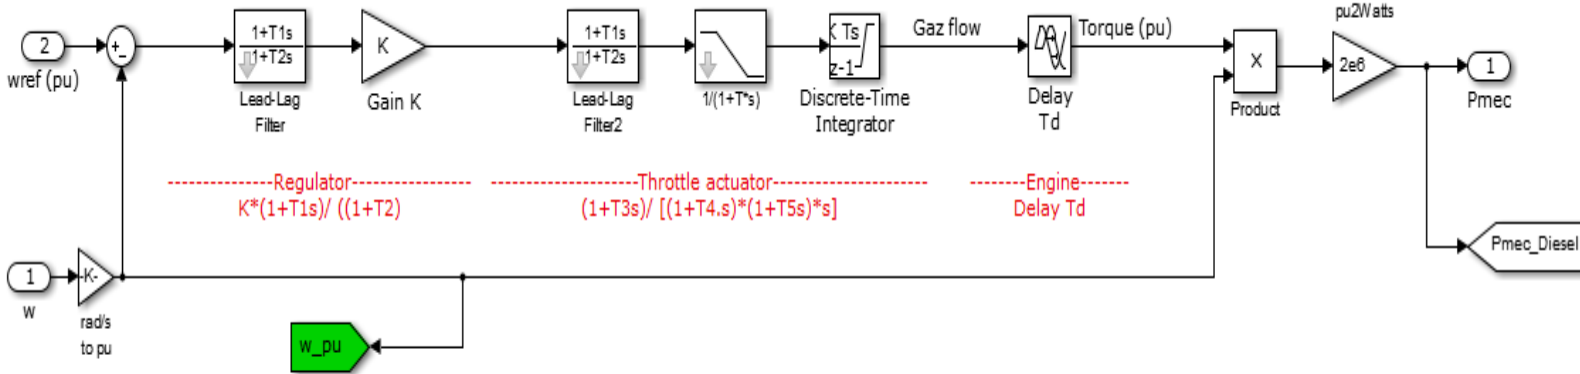 pu2Watts
2
wref (pu)
+
-
1+T1s
1+T2s
Lead-Lag
Filter
K
Gain K
1+T1s
1+T2s
Lead-Lag
Filter2
1/(1+T*s)
K Ts
z-1
Discrete-Time
Integrator
Gaz flow
Delay
Td
Torque (pu)
X
Product
2e6
1
Pmec
---------------Regulator-----------------
K*(1+T1s)/ ((1+T2)
---------------------Throttle actuator----------------------
(1+T3s)/ [(1+T4.s)*(1+T5s)*s]
--------Engine-------
Delay Td
Pmec_Diesel
1
w
-K-
rad/s
to pu
w_pu